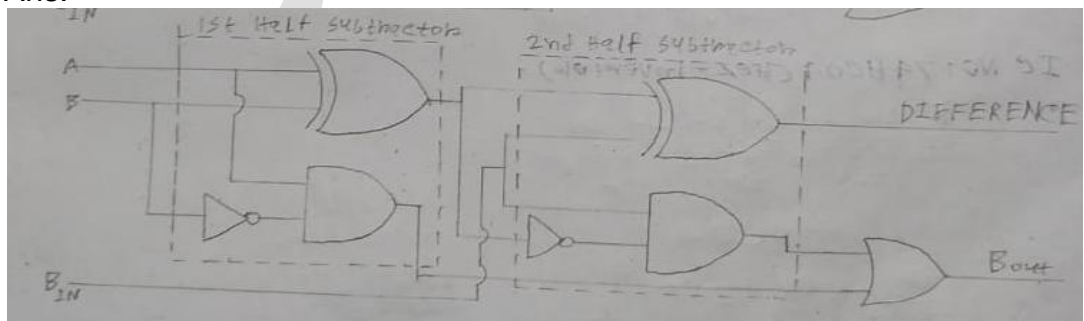 -IN
1st Half Subtractor
2nd Half Subtractor
A
B
DIFFERENCE
BIN
Bout